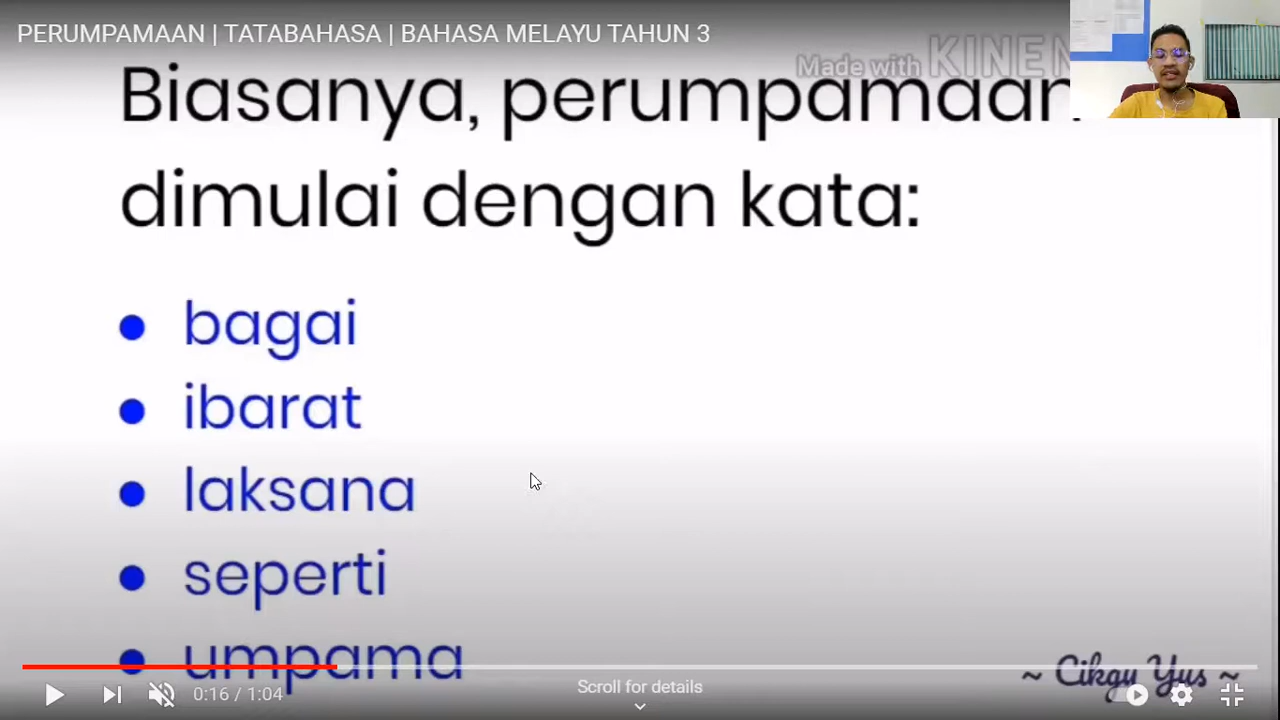 PERUMPAMAAN | TATABAHASA | BAHASA MELAYU TAHUN 3
Made with KINEM
Biasanya, perumpamaan
dimulai dengan kata:
• bagai
• ibarat
• laksana
• seperti
• umpama
~ Cikgu Yus ~
0:16 / 1:04
Scroll for details